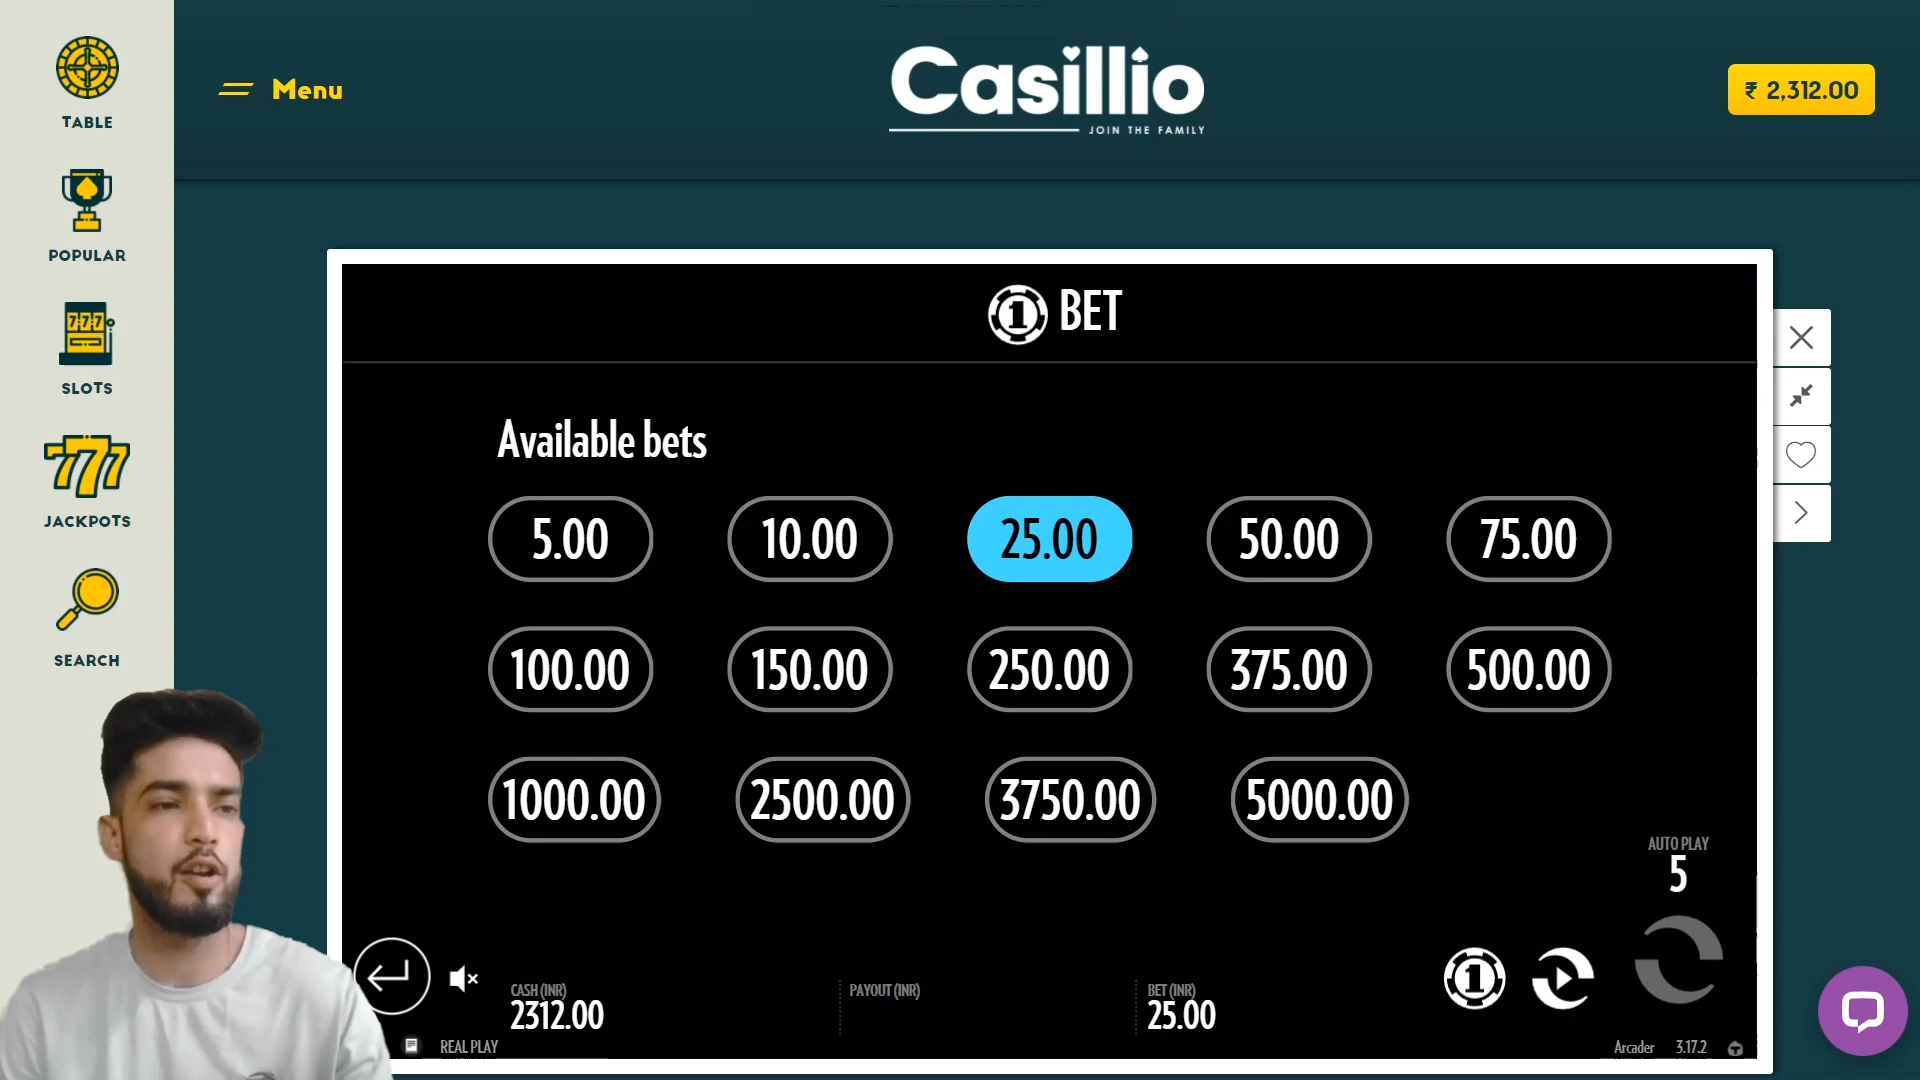 TABLE
POPULAR
SLOTS
777
JACKPOTS
SEARCH
Menu
Casillio
JOIN THE FAMILY
₹ 2,312.00
1 BET
Available bets
5.00 10.00 25.00 50.00 75.00
100.00 150.00 250.00 375.00 500.00
1000.00 2500.00 3750.00 5000.00
AUTO PLAY
5
1
CASH (INR)
2312.00
PAYOUT (INR)
BET (INR)
25.00
REAL PLAY
Arcader 3.17.2